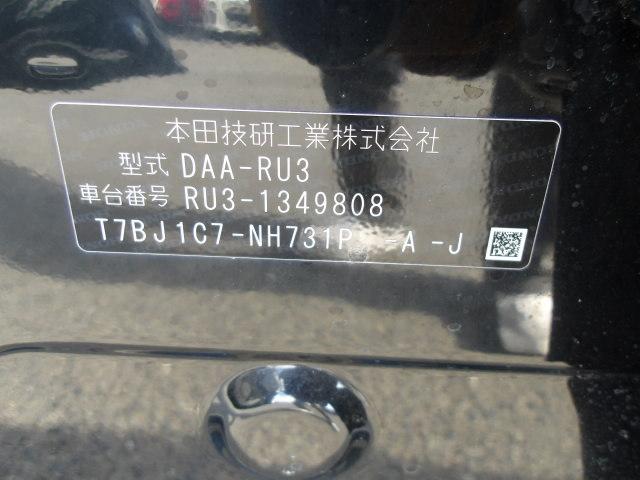 本田技研工業株式会社
型式 DAA-RU3
車台番号 RU3-1349808
T7BJ1C7-NH731P -A -J